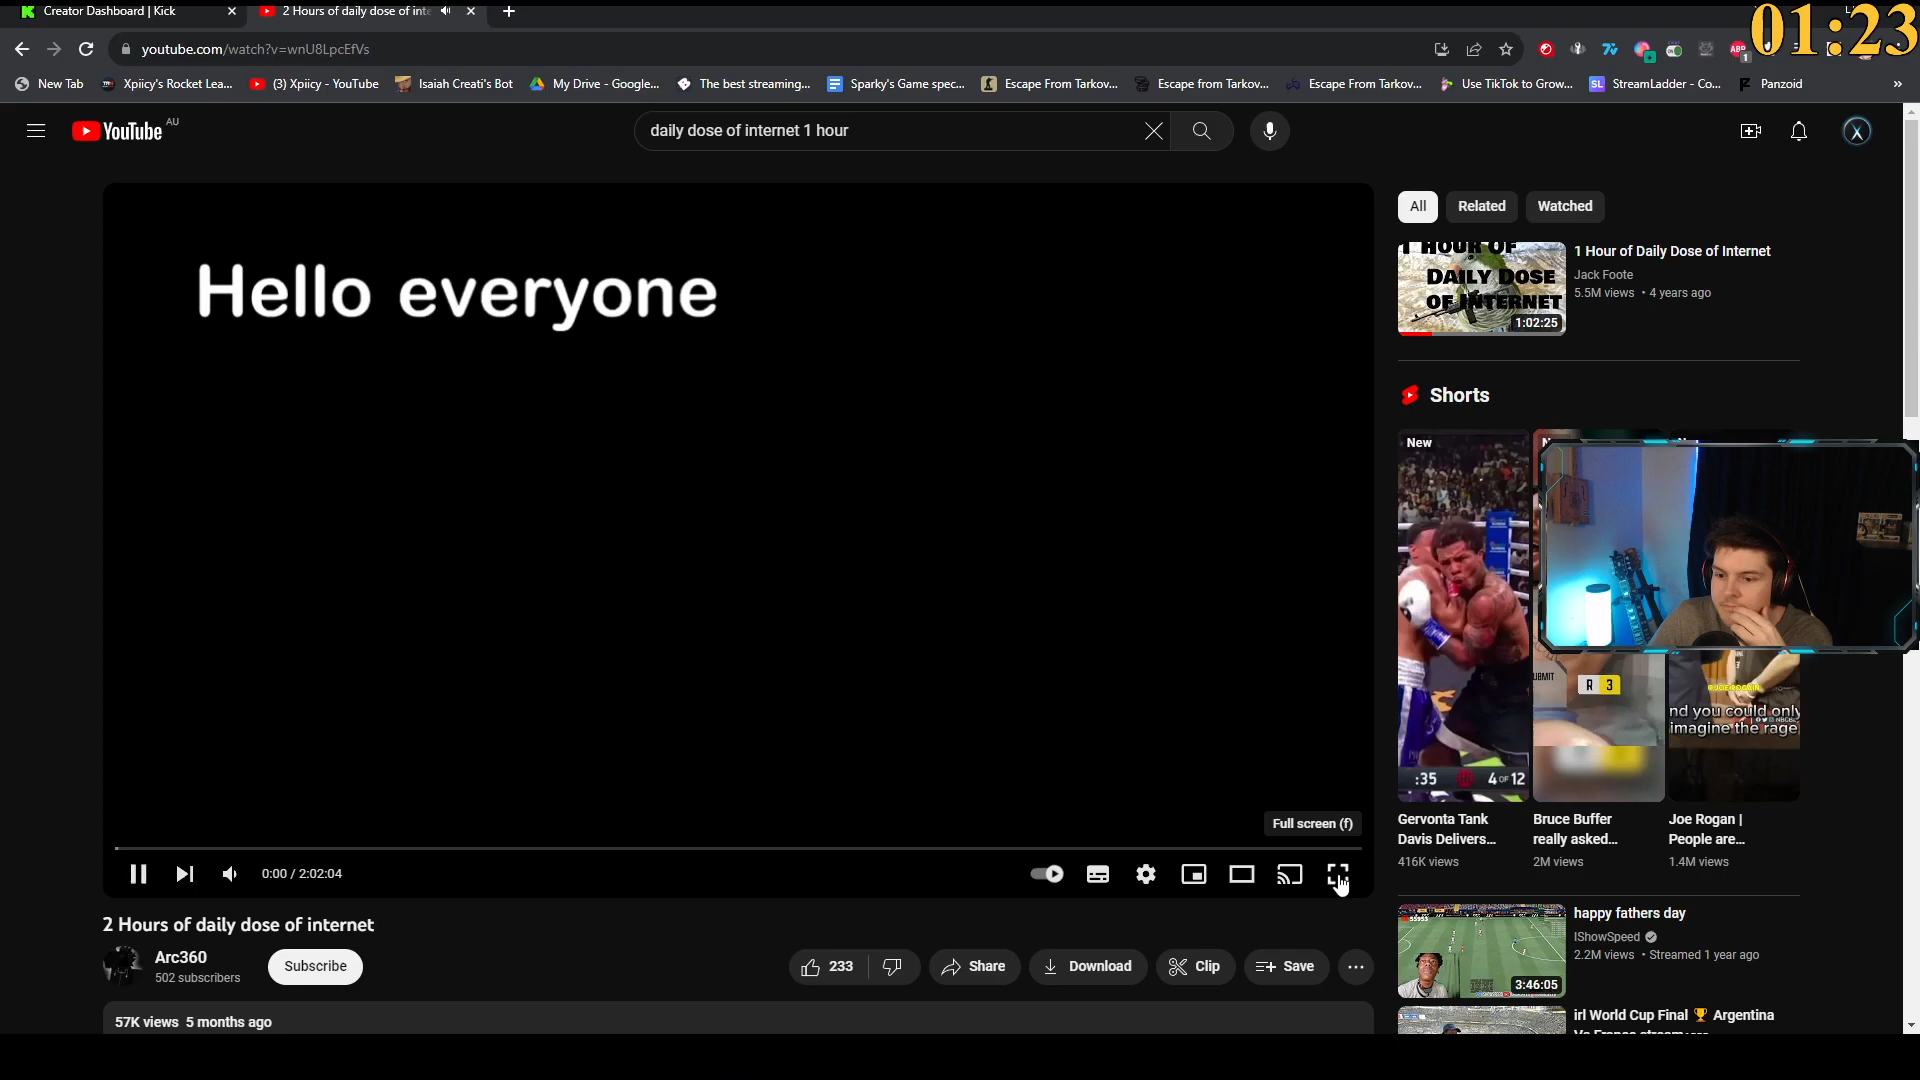 Creator Dashboard | Kick
2 Hours of daily dose of inte
01:23
youtube.com/watch?v=wnU8LpcEfVs
New Tab
Xpiicy's Rocket Lea...
(3) Xpiicy - YouTube
Isaiah Creati's Bot
My Drive - Google...
The best streaming...
Sparky's Game spec...
Escape From Tarkov...
Escape from Tarkov...
Escape From Tarkov...
Use TikTok to Grow...
SL StreamLadder - Co...
Panzoid
YouTube AU
daily dose of internet 1 hour
Hello everyone
Full screen (f)
0:00 / 2:02:04
2 Hours of daily dose of internet
Arc360
502 subscribers
Subscribe
233
Share
Download
Clip
Save
57K views 5 months ago
All
Related
Watched
1 HOUR OF
DAILY DOSE
OF INTERNET
1:02:25
1 Hour of Daily Dose of Internet
Jack Foote
5.5M views • 4 years ago
Shorts
New
:35 4 OF 12
R 3
nd you could only
imagine the rage
Gervonta Tank
Davis Delivers...
416K views
Bruce Buffer
really asked...
2M views
Joe Rogan |
People are...
1.4M views
3:46:05
happy fathers day
IShowSpeed
2.2M views • Streamed 1 year ago
irl World Cup Final 🏆 Argentina